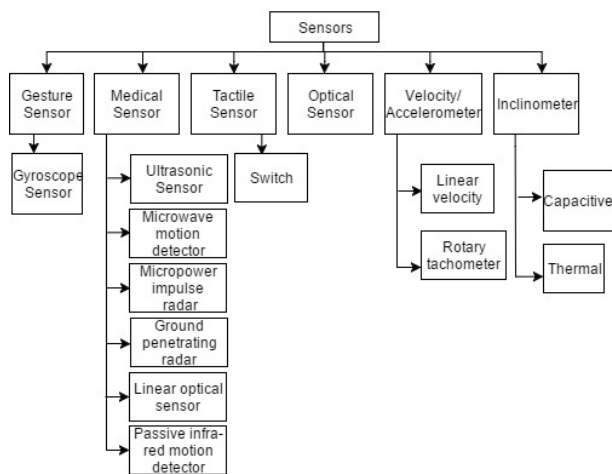 Sensors
Gesture
Sensor
Medical
Sensor
Tactile
Sensor
Optical
Sensor
Velocity/
Accelerometer
Inclinometer
Gyroscope
Sensor
Ultrasonic
Sensor
Microwave
motion
detector
Micropower
impulse
radar
Ground
penetrating
radar
Linear optical
sensor
Passive infra-
red motion
detector
Switch
Linear
velocity
Rotary
tachometer
Capacitive
Thermal